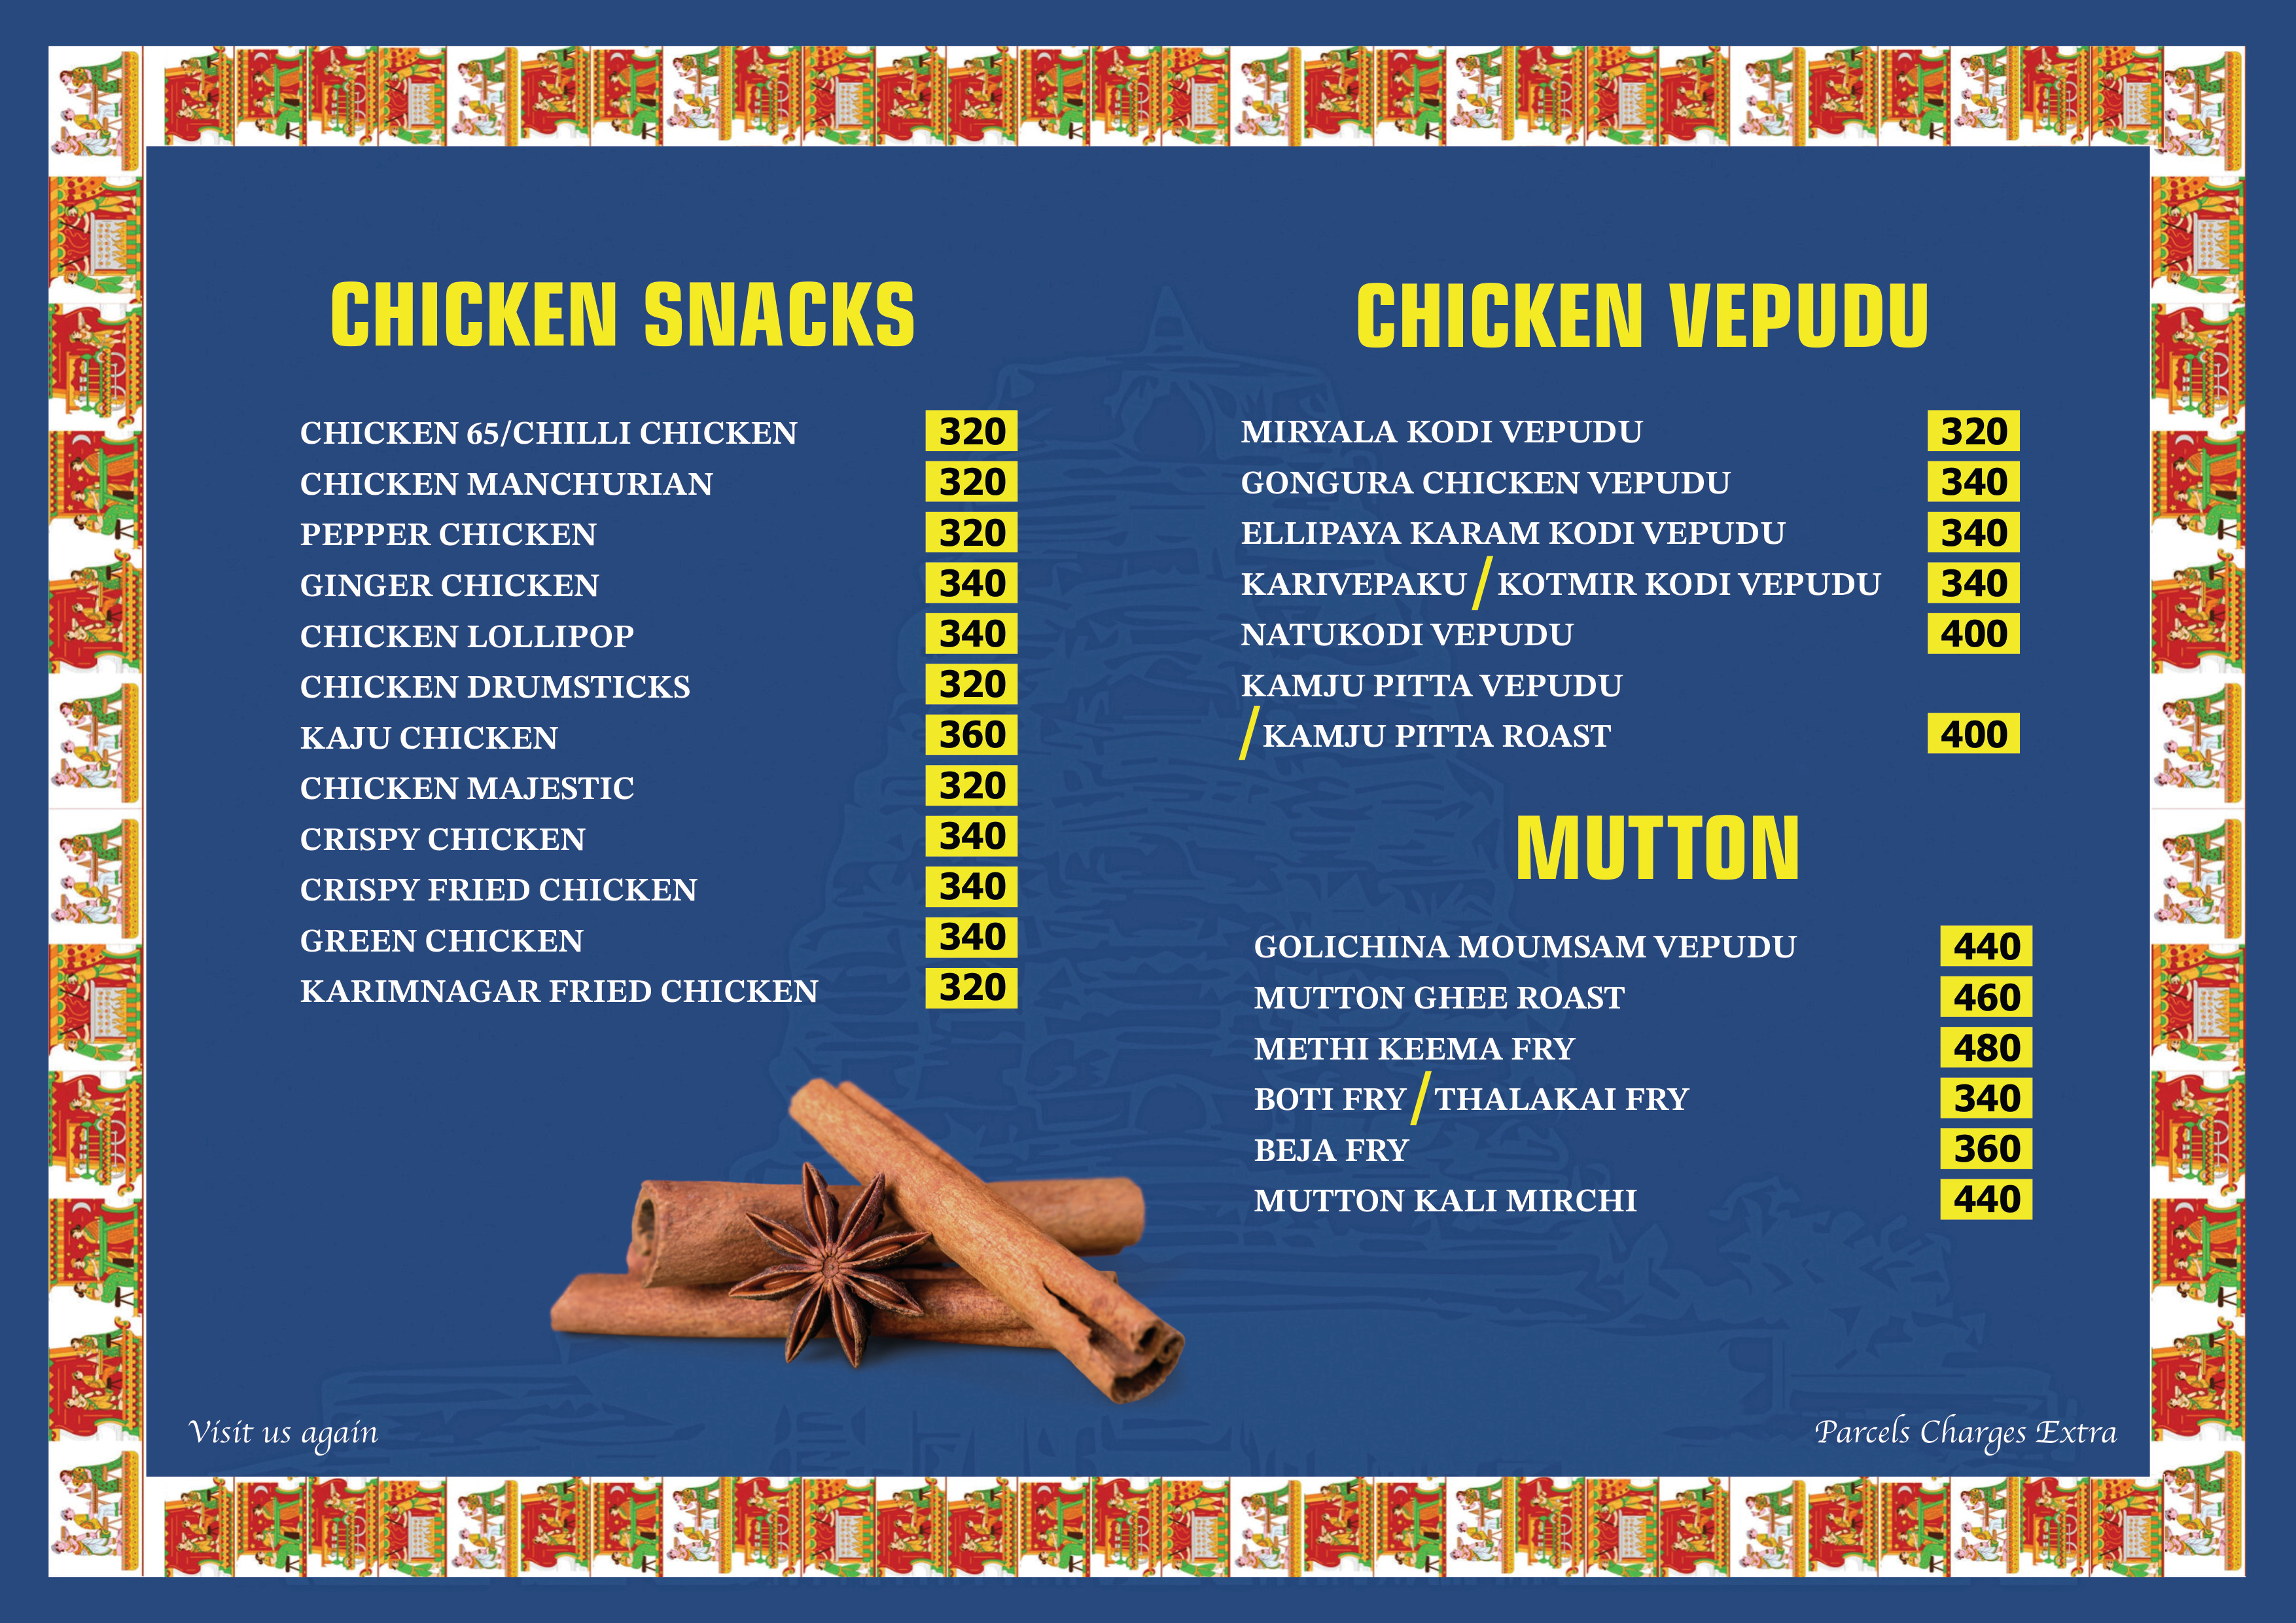 CHICKEN SNACKS
CHICKEN 65/CHILLI CHICKEN 320
CHICKEN MANCHURIAN 320
PEPPER CHICKEN 320
GINGER CHICKEN 340
CHICKEN LOLLIPOP 340
CHICKEN DRUMSTICKS 320
KAJU CHICKEN 360
CHICKEN MAJESTIC 320
CRISPY CHICKEN 340
CRISPY FRIED CHICKEN 340
GREEN CHICKEN 340
KARIMNAGAR FRIED CHICKEN 320
CHICKEN VEPUDU
MIRYALA KODI VEPUDU 320
GONGURA CHICKEN VEPUDU 340
ELLIPAYA KARAM KODI VEPUDU 340
KARIVEPAKU/KOTMIR KODI VEPUDU 340
NATUKODI VEPUDU 400
KAMJU PITTA VEPUDU
/KAMJU PITTA ROAST 400
MUTTON
GOLICHINA MOUMSAM VEPUDU 440
MUTTON GHEE ROAST 460
METHI KEEMA FRY 480
BOTI FRY/THALAKAI FRY 340
BEJA FRY 360
MUTTON KALI MIRCHI 440
Visit us again
Parcels Charges Extra